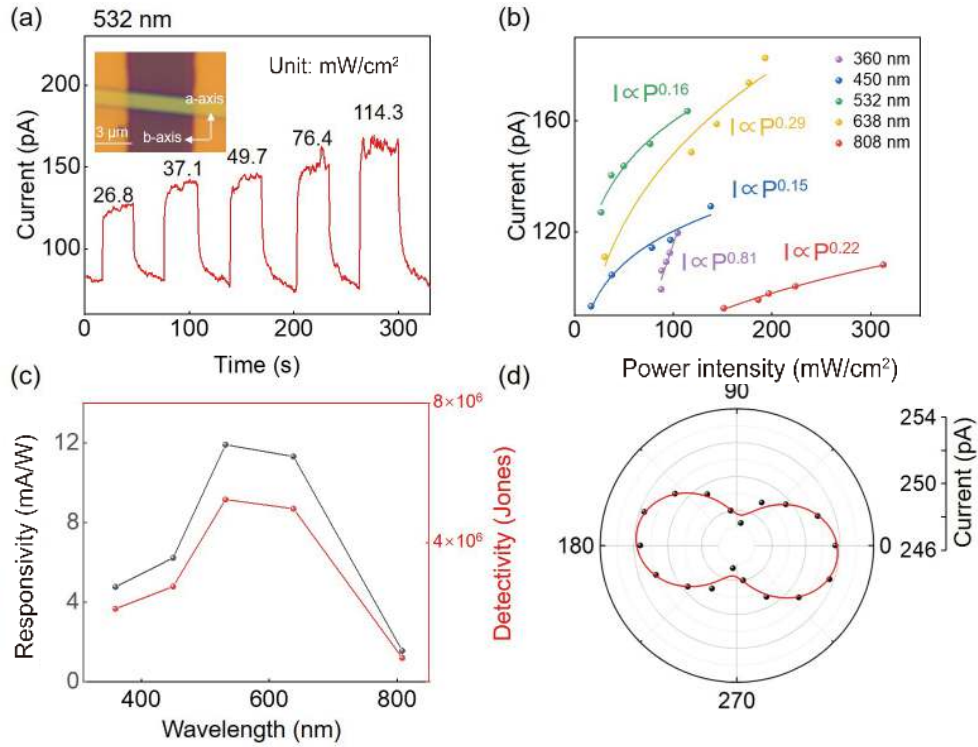 (a)
532 nm
Unit: mW/cm²
a-axis
b-axis
3 μm
26.8
37.1
49.7
76.4
114.3
200
150
100
0
100
200
300
Current (pA)
Time (s)
(b)
360 nm
450 nm
532 nm
638 nm
808 nm
I∝P^0.16
I∝P^0.29
I∝P^0.15
I∝P^0.81
I∝P^0.22
160
120
0
100
200
300
Current (pA)
Power intensity (mW/cm²)
(c)
12
8
4
0
8×10⁶
4×10⁶
400
600
800
Responsivity (mA/W)
Detectivity (Jones)
Wavelength (nm)
(d)
90
180
0
270
254
250
246
Current (pA)